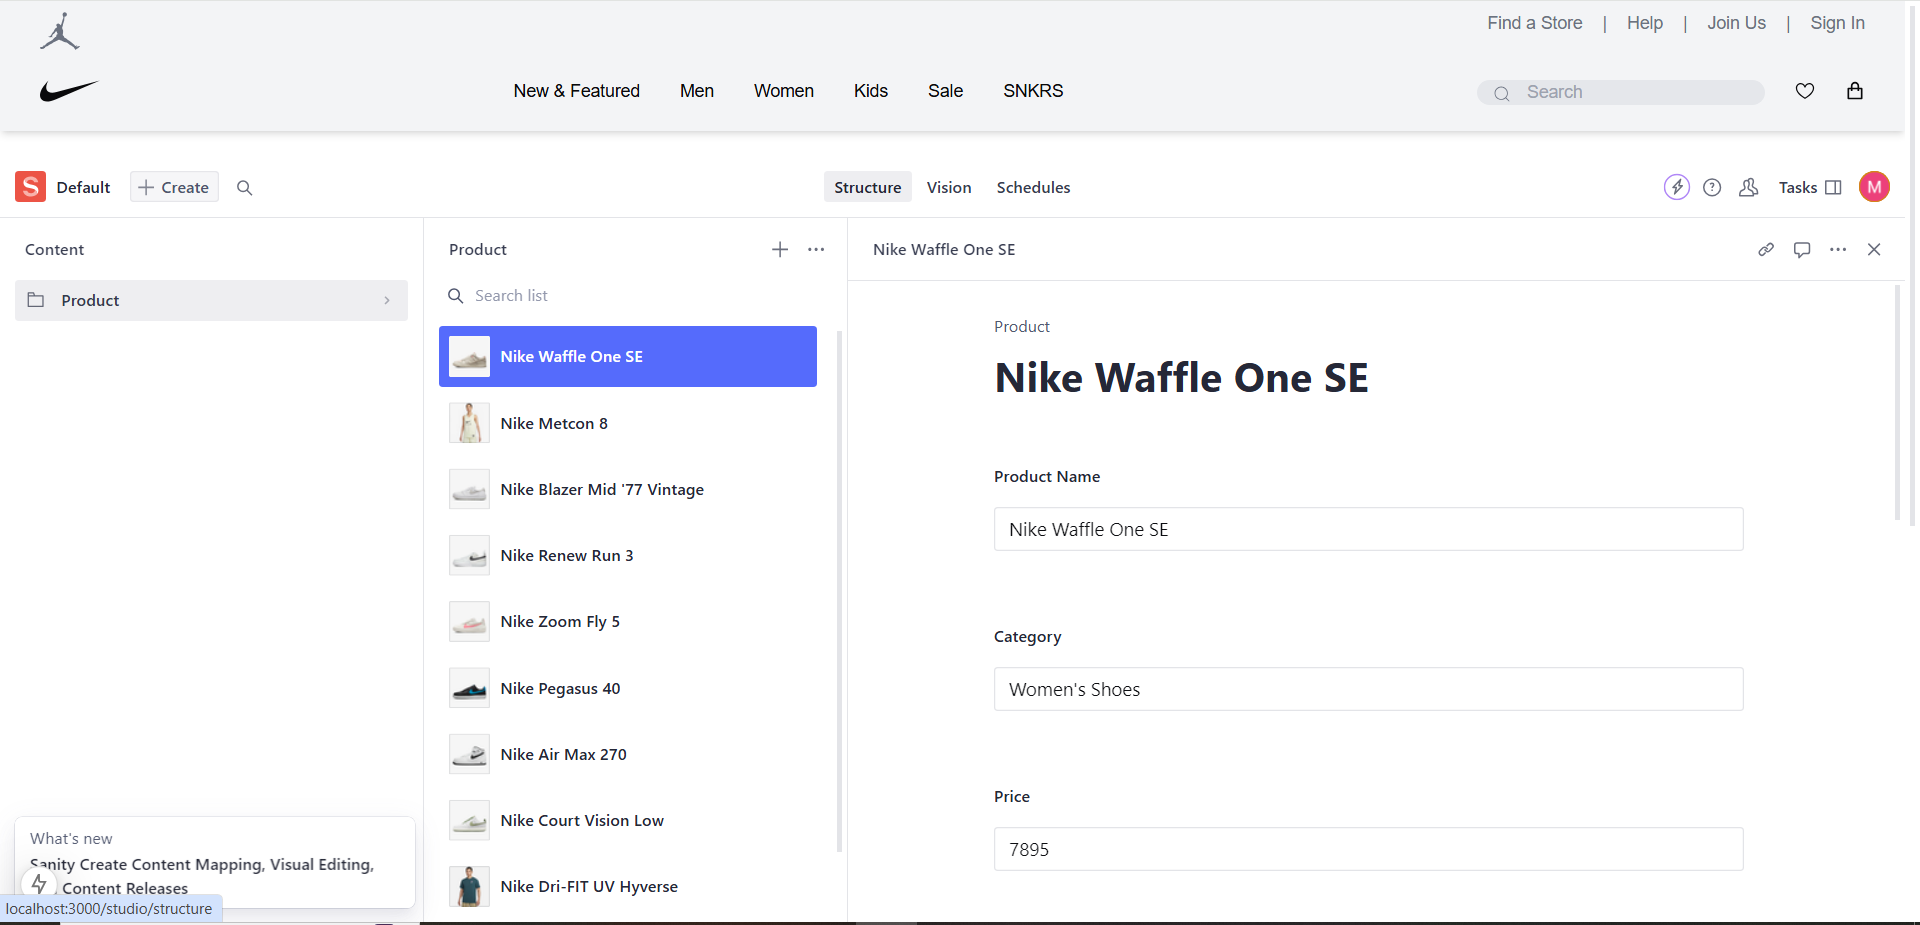 Find a Store | Help | Join Us | Sign In
New & Featured Men Women Kids Sale SNKRS
Search
S Default + Create
Structure Vision Schedules
Tasks M
Content
Product
Product
Search list
Nike Waffle One SE
Nike Metcon 8
Nike Blazer Mid '77 Vintage
Nike Renew Run 3
Nike Zoom Fly 5
Nike Pegasus 40
Nike Air Max 270
Nike Court Vision Low
Nike Dri-FIT UV Hyverse
Nike Waffle One SE
Product
Nike Waffle One SE
Product Name
Nike Waffle One SE
Category
Women's Shoes
Price
7895
What's new
Sanity Create Content Mapping, Visual Editing,
Content Releases
localhost:3000/studio/structure